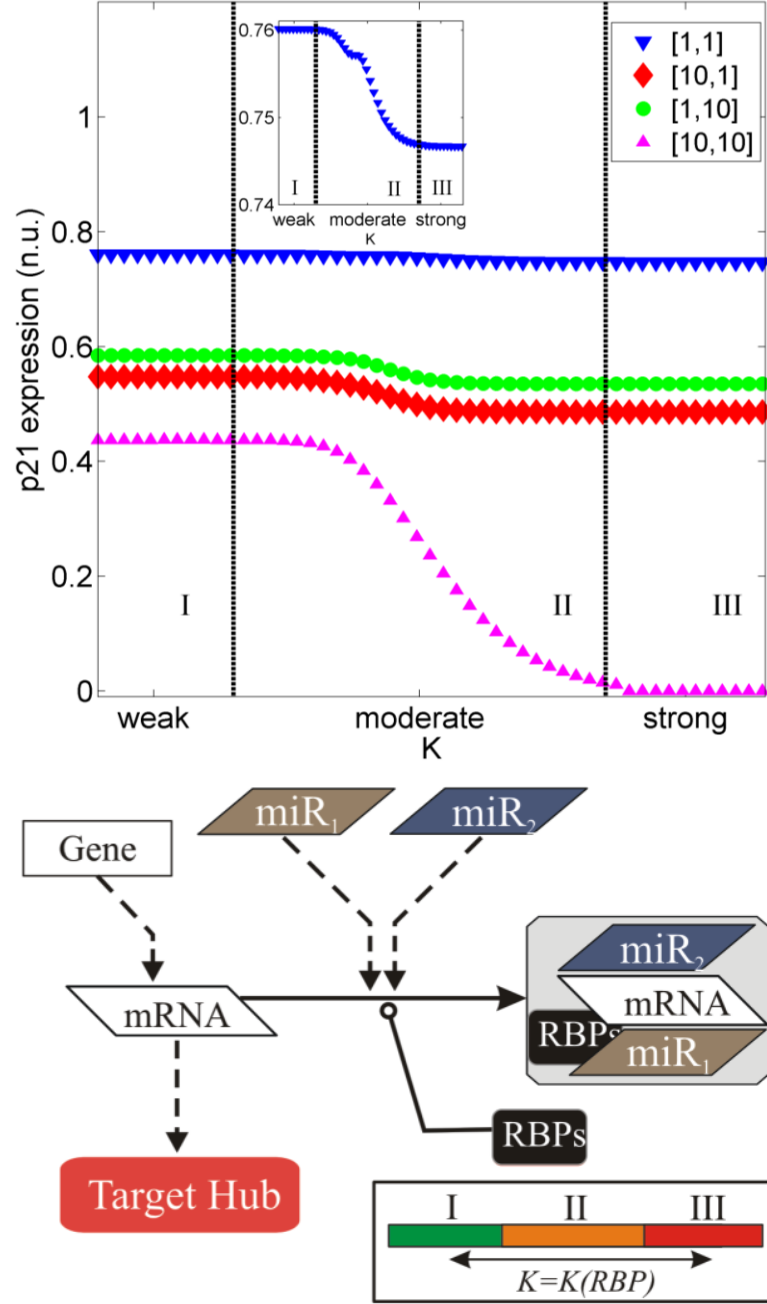 0.76
0.75
0.74
I
II
III
weak
moderate
strong
K
[1,1]
[10,1]
[1,10]
[10,10]
1
0.8
0.6
0.4
0.2
0
p21 expression (n.u.)
I
II
III
weak
moderate
strong
K
miR1
miR2
Gene
mRNA
miR2
mRNA
RBPs
miR1
RBPs
Target Hub
I
II
III
K=K(RBP)